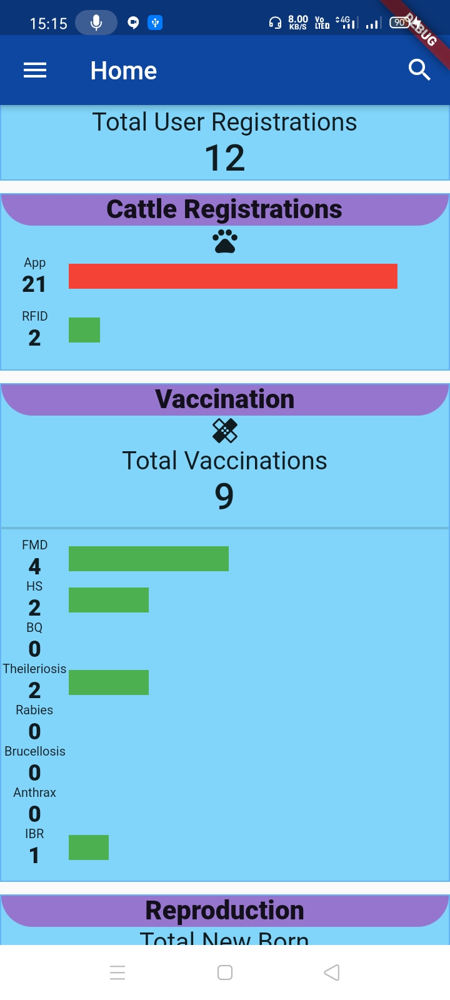 15:15
8.00
KB/S
Vo
LTE
4G
90
DEBUG
Home
Total User Registrations
12
Cattle Registrations
App
21
RFID
2
Vaccination
Total Vaccinations
9
FMD
4
HS
2
BQ
0
Theileriosis
2
Rabies
0
Brucellosis
0
Anthrax
0
IBR
1
Reproduction
Total New Born